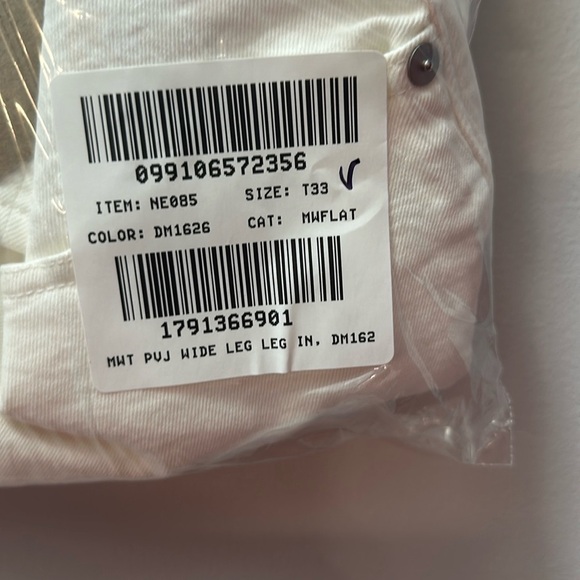 099106572356
ITEM: NE085 SIZE: T33
COLOR: DM1626 CAT: MWFLAT
1791366901
MWT PVJ WIDE LEG LEG IN, DM162